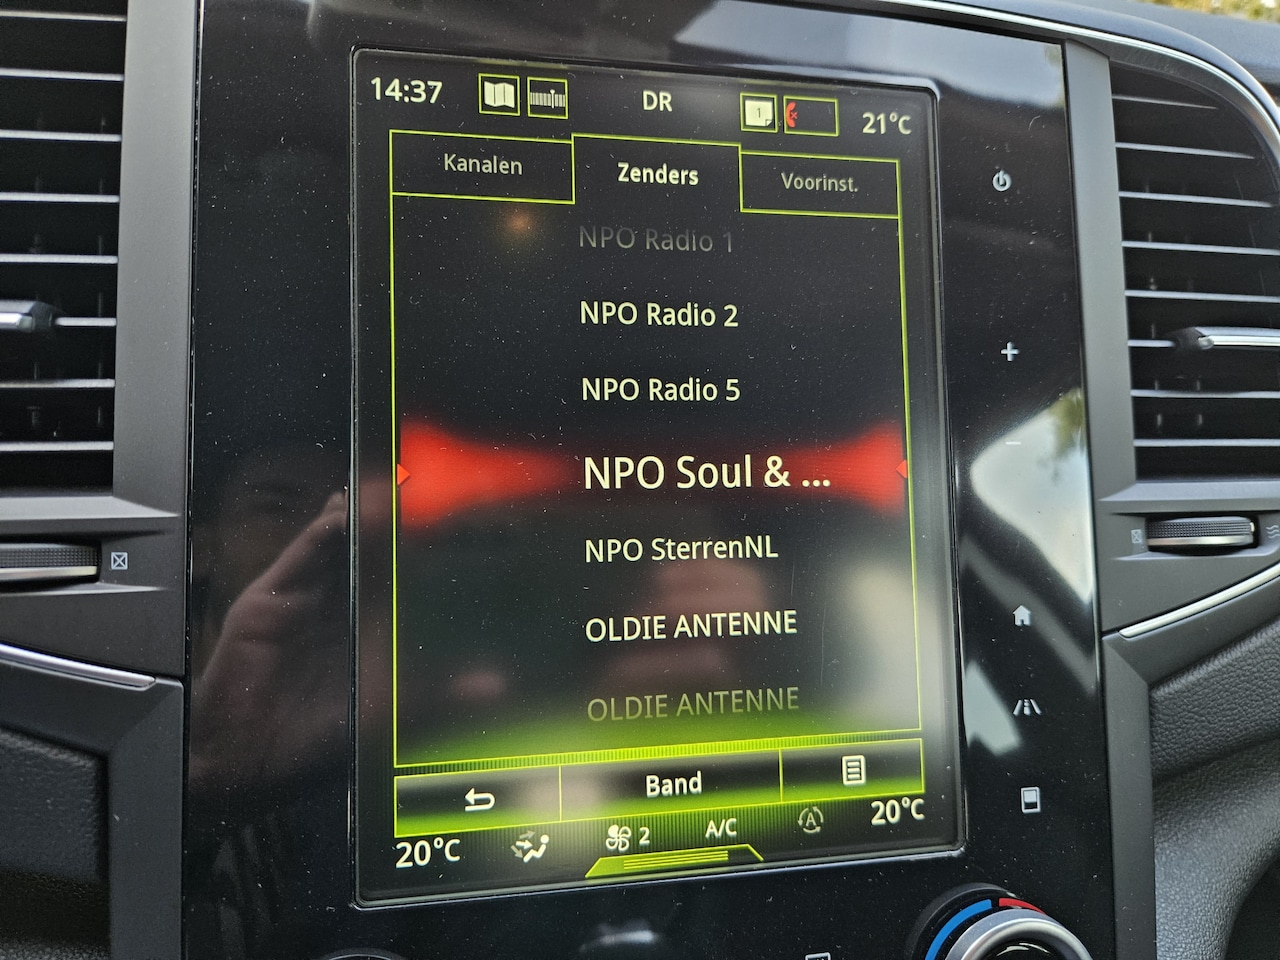 14:37 DR 1 21°C
Kanalen Zenders Voorinst.
NPO Radio 1
NPO Radio 2
NPO Radio 5
NPO Soul & ...
NPO SterrenNL
OLDIE ANTENNE
OLDIE ANTENNE
Band
20°C 2 A/C A 20°C